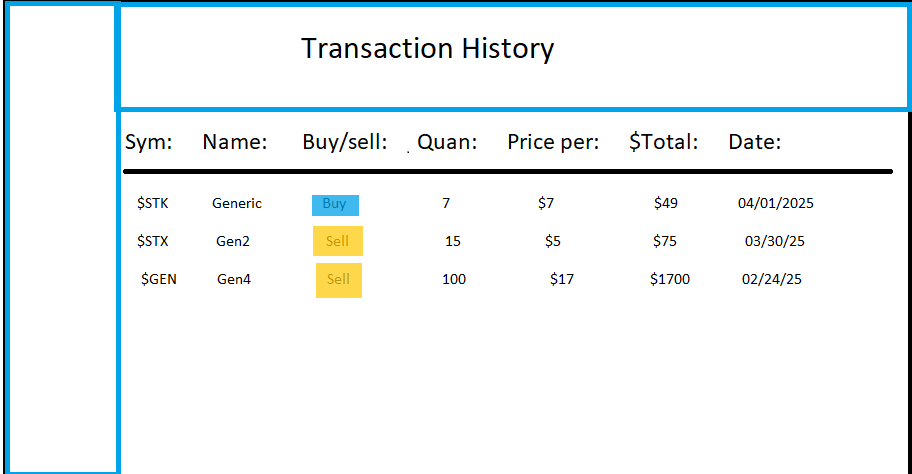 Transaction History
Sym: Name: Buy/sell: . Quan: Price per: $Total: Date:
$STK Generic Buy 7 $7 $49 04/01/2025
$STX Gen2 Sell 15 $5 $75 03/30/25
$GEN Gen4 Sell 100 $17 $1700 02/24/25